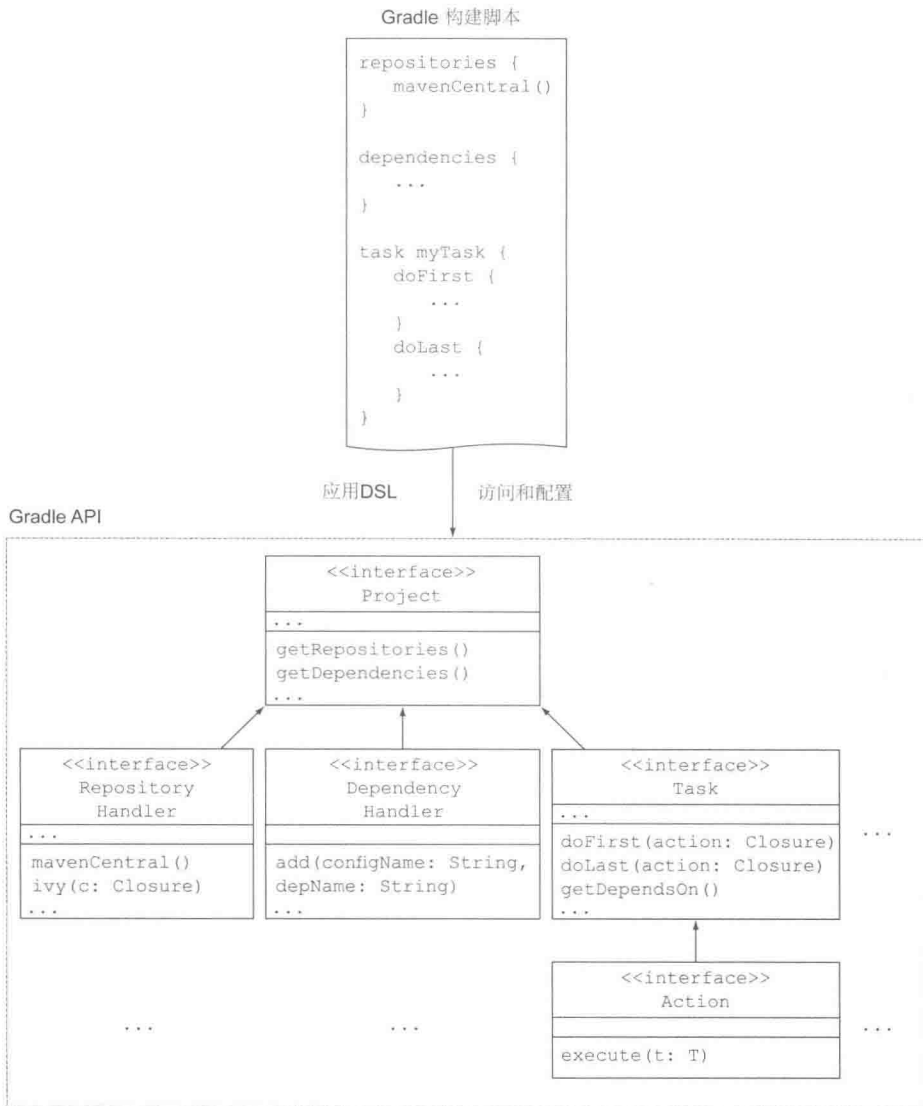 Gradle 构建脚本
repositories {
mavenCentral()
}
dependencies {
...
}
task myTask {
doFirst {
...
}
doLast {
...
}
}
应用DSL 访问和配置
Gradle API
<<interface>>
Project
...
getRepositories()
getDependencies()
...
<<interface>>
Repository
Handler
...
mavenCentral()
ivy(c: Closure)
...
<<interface>>
Dependency
Handler
add(configName: String,
depName: String)
...
<<interface>>
Task
...
doFirst(action: Closure)
doLast(action: Closure)
getDependsOn()
...
...
<<interface>>
Action
execute(t: T)
...
...
...